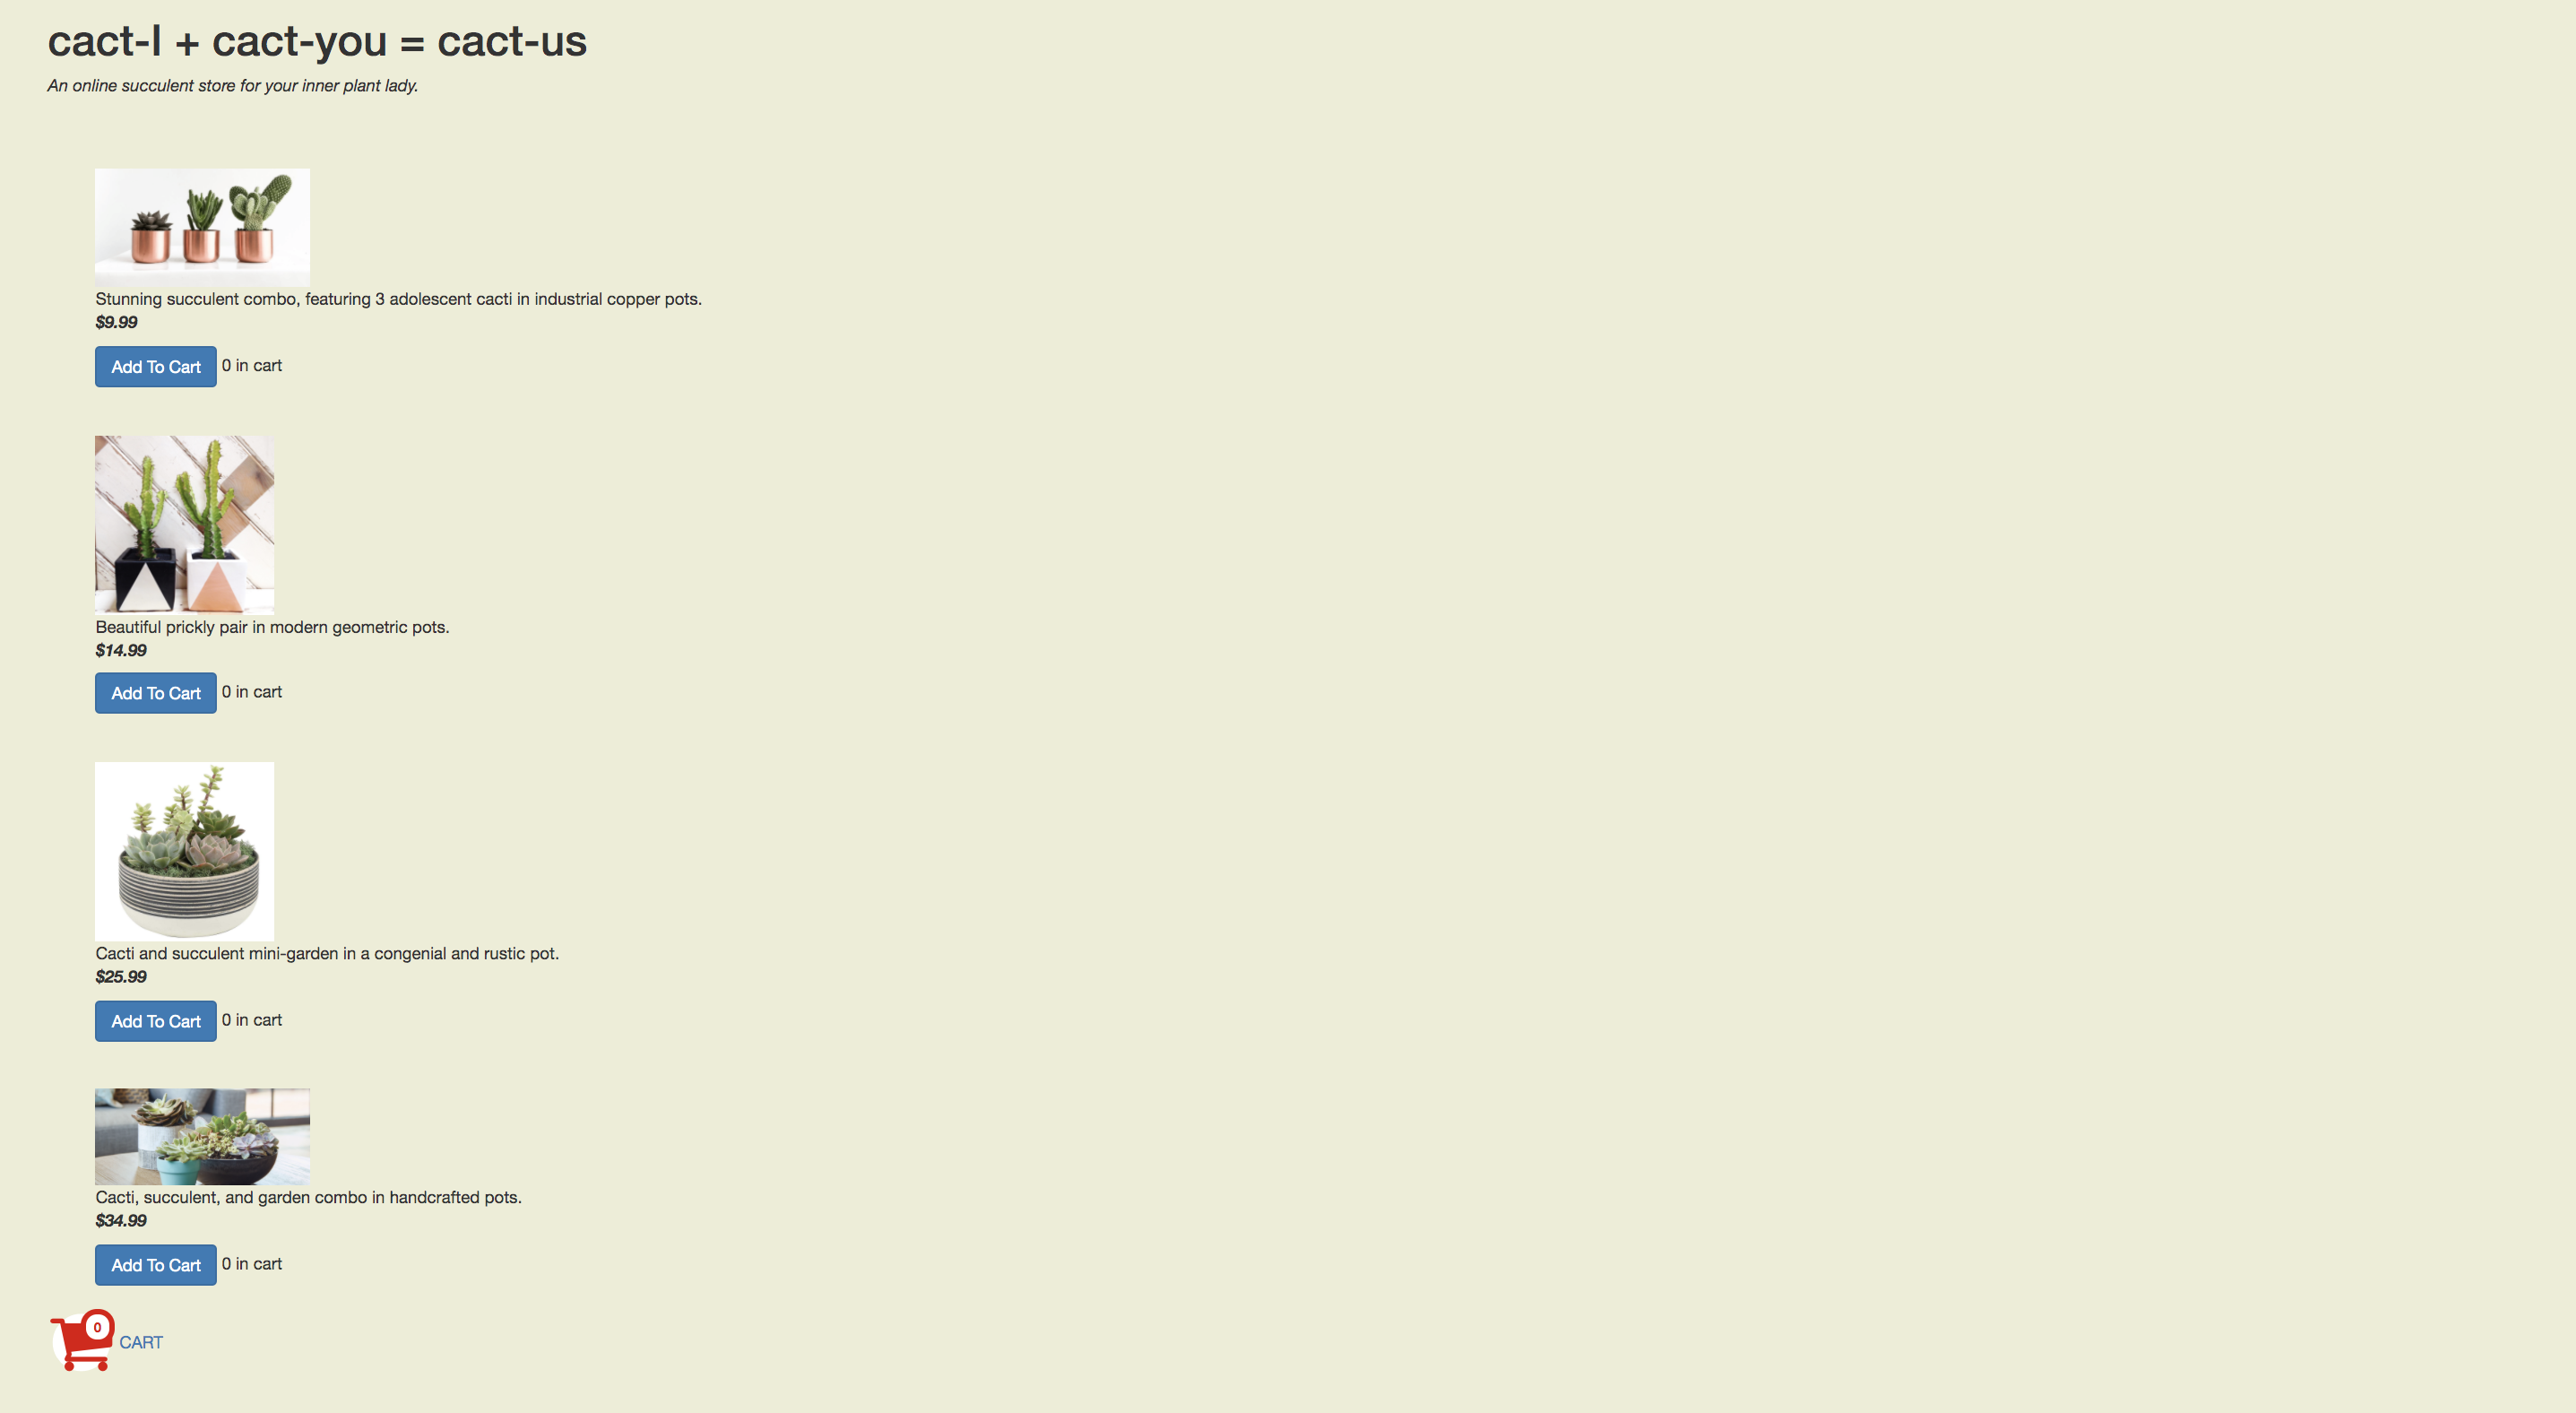 cact-I + cact-you = cact-us
An online succulent store for your inner plant lady.
Stunning succulent combo, featuring 3 adolescent cacti in industrial copper pots.
$9.99
Add To Cart 0 in cart
Beautiful prickly pair in modern geometric pots.
$14.99
Add To Cart 0 in cart
Cacti and succulent mini-garden in a congenial and rustic pot.
$25.99
Add To Cart 0 in cart
Cacti, succulent, and garden combo in handcrafted pots.
$34.99
Add To Cart 0 in cart
0 CART